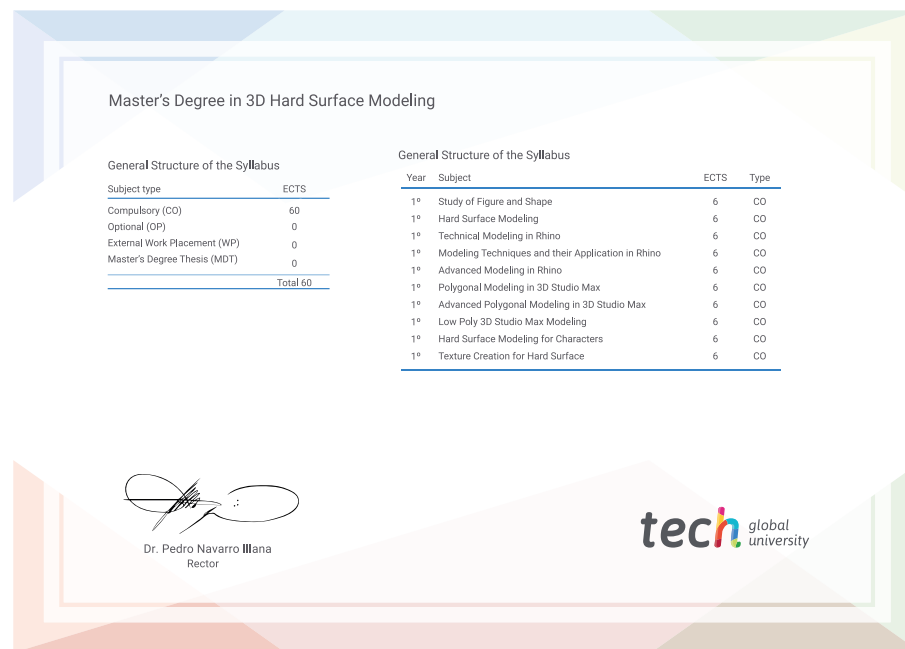 Master's Degree in 3D Hard Surface Modeling
General Structure of the Syllabus
Subject type ECTS
Compulsory (CO) 60
Optional (OP) 0
External Work Placement (WP) 0
Master's Degree Thesis (MDT) 0
Total 60
General Structure of the Syllabus
Year Subject ECTS Type
1º Study of Figure and Shape 6 CO
1º Hard Surface Modeling 6 CO
1º Technical Modeling in Rhino 6 CO
1º Modeling Techniques and their Application in Rhino 6 CO
1º Advanced Modeling in Rhino 6 CO
1º Polygonal Modeling in 3D Studio Max 6 CO
1º Advanced Polygonal Modeling in 3D Studio Max 6 CO
1º Low Poly 3D Studio Max Modeling 6 CO
1º Hard Surface Modeling for Characters 6 CO
1º Texture Creation for Hard Surface 6 CO
Dr. Pedro Navarro Illana
Rector
tech global
university